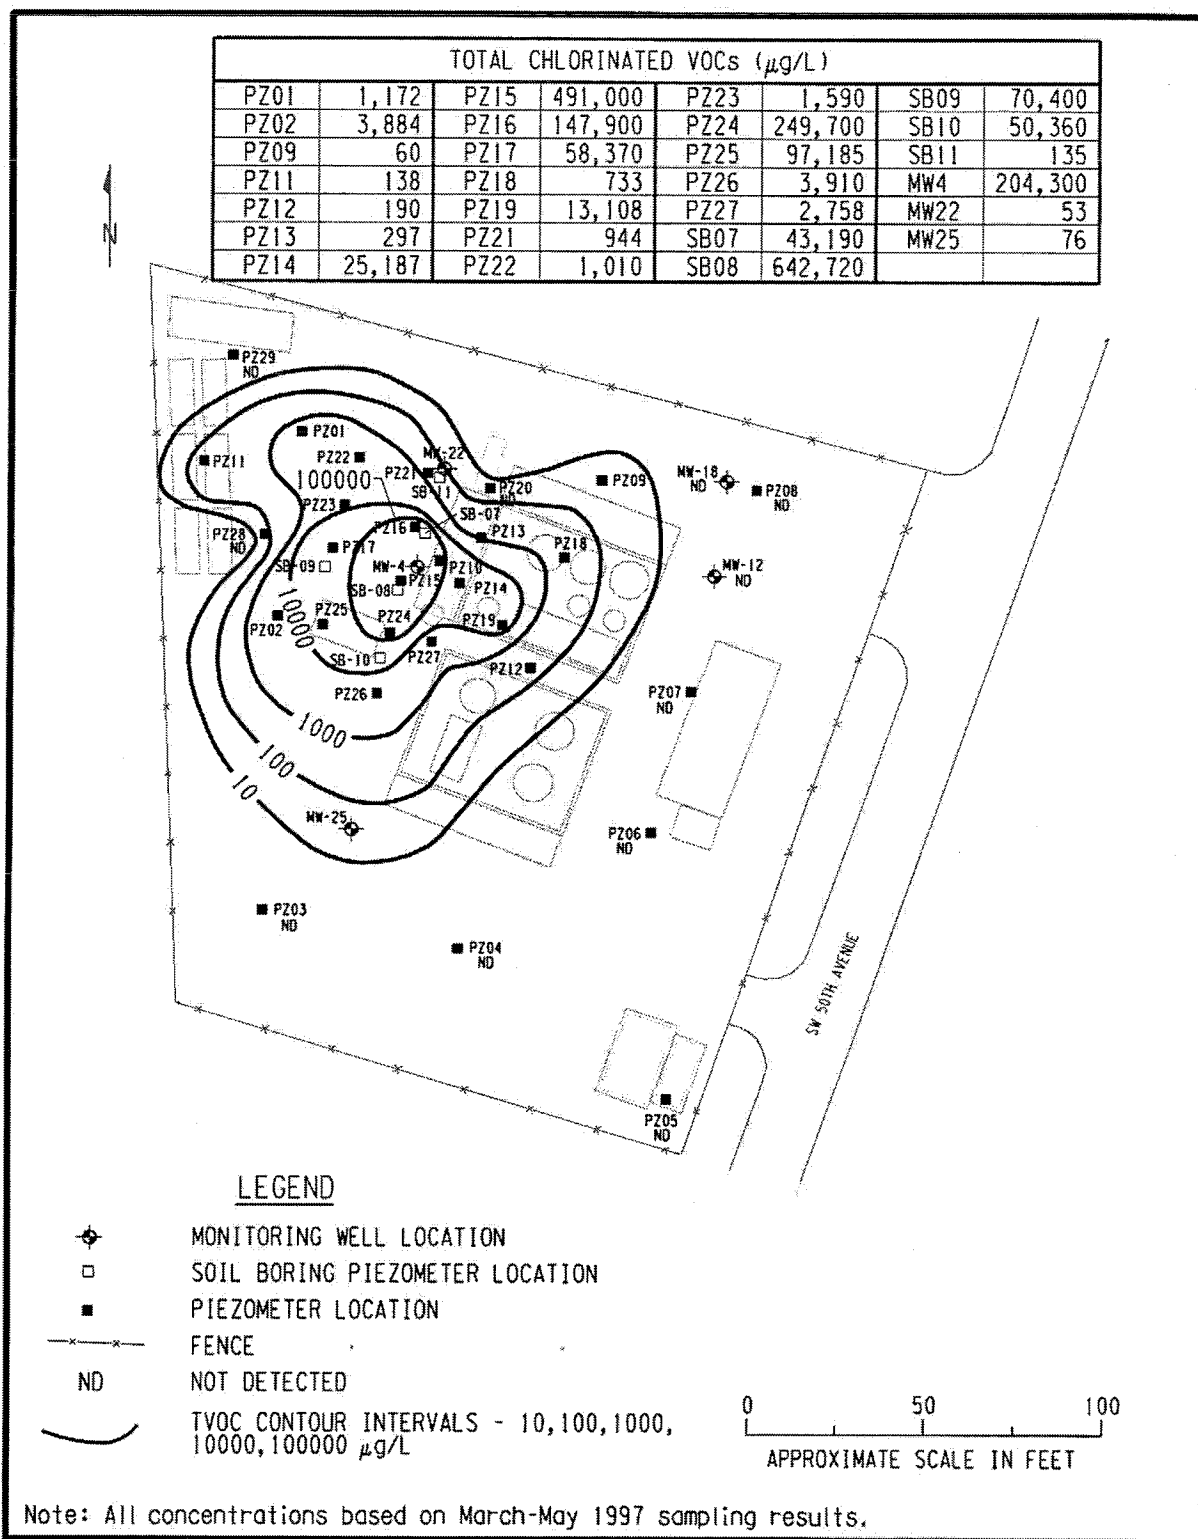 TOTAL CHLORINATED VOCs (μg/L)
PZ01 1,172 PZ15 491,000 PZ23 1,590 SB09 70,400
PZ02 3,884 PZ16 147,900 PZ24 249,700 SB10 50,360
PZ09 60 PZ17 58,370 PZ25 97,185 SB11 135
PZ11 138 PZ18 733 PZ26 3,910 MW4 204,300
PZ12 190 PZ19 13,108 PZ27 2,758 MW22 53
PZ13 297 PZ21 944 SB07 43,190 MW25 76
PZ14 25,187 PZ22 1,010 SB08 642,720
N
PZ29
ND
PZ01
PZ22
MW-22
PZ11
PZ21
100000
SB-11
PZ20
ND
PZ09
MW-18
ND
PZ08
ND
PZ23
SB-07
PZ16
PZ13
PZ28
ND
PZ17
PZ18
SB-09
MW-4
PZ10
MW-12
ND
PZ15
PZ14
SB-08
PZ02
10000
PZ25
PZ24
PZ19
PZ27
SB-10
PZ12
PZ26
PZ07
ND
1000
100
10
MW-25
PZ06
ND
PZ03
ND
PZ04
ND
SW 50TH AVENUE
PZ05
ND
LEGEND
MONITORING WELL LOCATION
SOIL BORING PIEZOMETER LOCATION
PIEZOMETER LOCATION
FENCE
ND NOT DETECTED
TVOC CONTOUR INTERVALS - 10,100,1000,
10000,100000 μg/L
0 50 100
APPROXIMATE SCALE IN FEET
Note: All concentrations based on March-May 1997 sampling results.